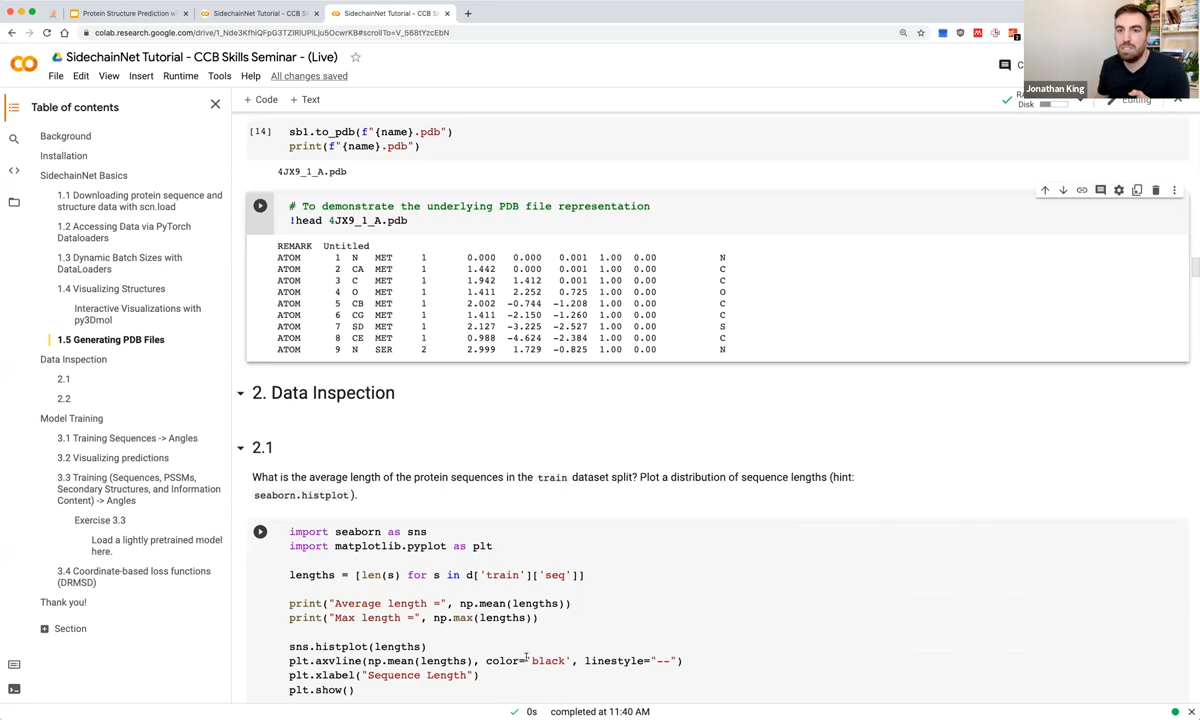 Protein Structure Prediction w
SidechainNet Tutorial - CCB S
SidechainNet Tutorial - CCB S
colab.research.google.com/drive/1_Nde3KfhiQFpG3TZlRlUPlLju5OcwrKB#scrollTo=V_568tYzcEbN
SidechainNet Tutorial - CCB Skills Seminar - (Live)
File Edit View Insert Runtime Tools Help All changes saved
Jonathan King
Disk
Editing
+ Code + Text
Table of contents
Background
Installation
SidechainNet Basics
1.1 Downloading protein sequence and
structure data with scn.load
1.2 Accessing Data via PyTorch
Dataloaders
1.3 Dynamic Batch Sizes with
DataLoaders
1.4 Visualizing Structures
Interactive Visualizations with
py3Dmol
1.5 Generating PDB Files
Data Inspection
2.1
2.2
Model Training
3.1 Training Sequences -> Angles
3.2 Visualizing predictions
3.3 Training (Sequences, PSSMs,
Secondary Structures, and Information
Content) -> Angles
Exercise 3.3
Load a lightly pretrained model
here.
3.4 Coordinate-based loss functions
(DRMSD)
Thank you!
Section
[14] sb1.to_pdb(f"{name}.pdb")
print(f"{name}.pdb")
4JX9_1_A.pdb
# To demonstrate the underlying PDB file representation
!head 4JX9_1_A.pdb
REMARK Untitled
ATOM 1 N MET 1 0.000 0.000 0.001 1.00 0.00 N
ATOM 2 CA MET 1 1.442 0.000 0.001 1.00 0.00 C
ATOM 3 C MET 1 1.942 1.412 0.001 1.00 0.00 C
ATOM 4 O MET 1 1.411 2.252 0.725 1.00 0.00 O
ATOM 5 CB MET 1 2.002 -0.744 -1.208 1.00 0.00 C
ATOM 6 CG MET 1 1.411 -2.150 -1.260 1.00 0.00 C
ATOM 7 SD MET 1 2.127 -3.225 -2.527 1.00 0.00 S
ATOM 8 CE MET 1 0.988 -4.624 -2.384 1.00 0.00 C
ATOM 9 N SER 2 2.999 1.729 -0.825 1.00 0.00 N
2. Data Inspection
2.1
What is the average length of the protein sequences in the train dataset split? Plot a distribution of sequence lengths (hint:
seaborn.histplot).
import seaborn as sns
import matplotlib.pyplot as plt
lengths = [len(s) for s in d['train']['seq']]
print("Average length =", np.mean(lengths))
print("Max length =", np.max(lengths))
sns.histplot(lengths)
plt.axvline(np.mean(lengths), color='black', linestyle="--")
plt.xlabel("Sequence Length")
plt.show()
0s completed at 11:40 AM